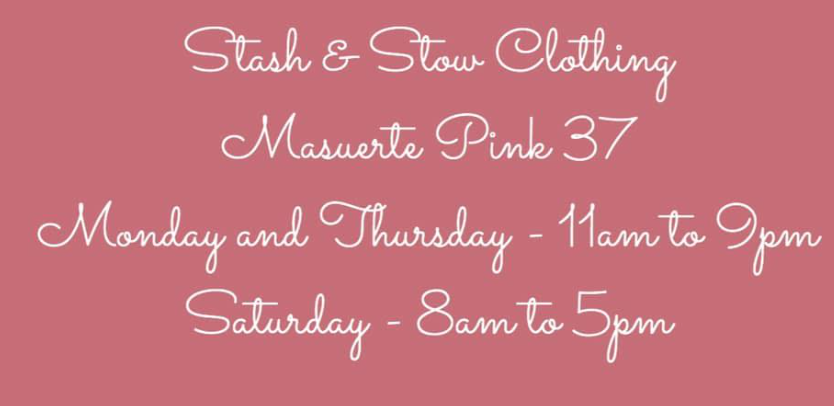 Stash & Stow Clothing
Masuerte Pink 37
Monday and Thursday - 11am to 9pm
Saturday - 8am to 5pm